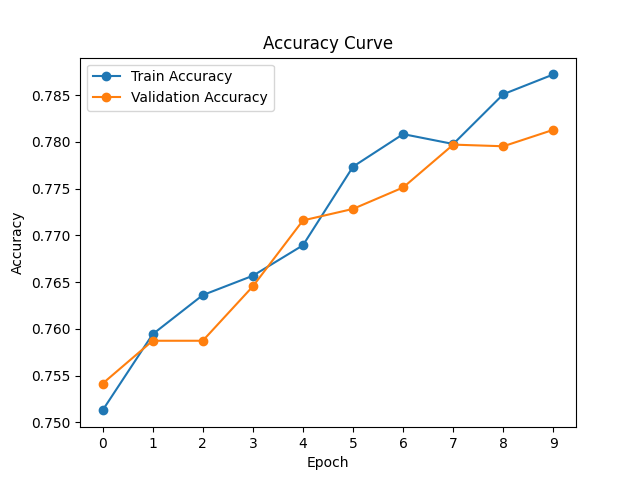 Accuracy Curve
Train Accuracy
Validation Accuracy
0.785
0.780
0.775
0.770
0.765
0.760
0.755
0.750
Accuracy
0 1 2 3 4 5 6 7 8 9
Epoch